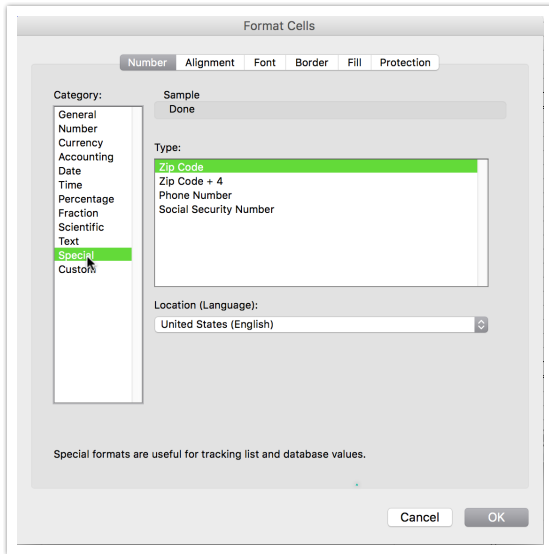 Format Cells
Number Alignment Font Border Fill Protection
Category:
General
Number
Currency
Accounting
Date
Time
Percentage
Fraction
Scientific
Text
Special
Custom
Sample
Done
Type:
Zip Code
Zip Code + 4
Phone Number
Social Security Number
Location (Language):
United States (English)
Special formats are useful for tracking list and database values.
Cancel OK